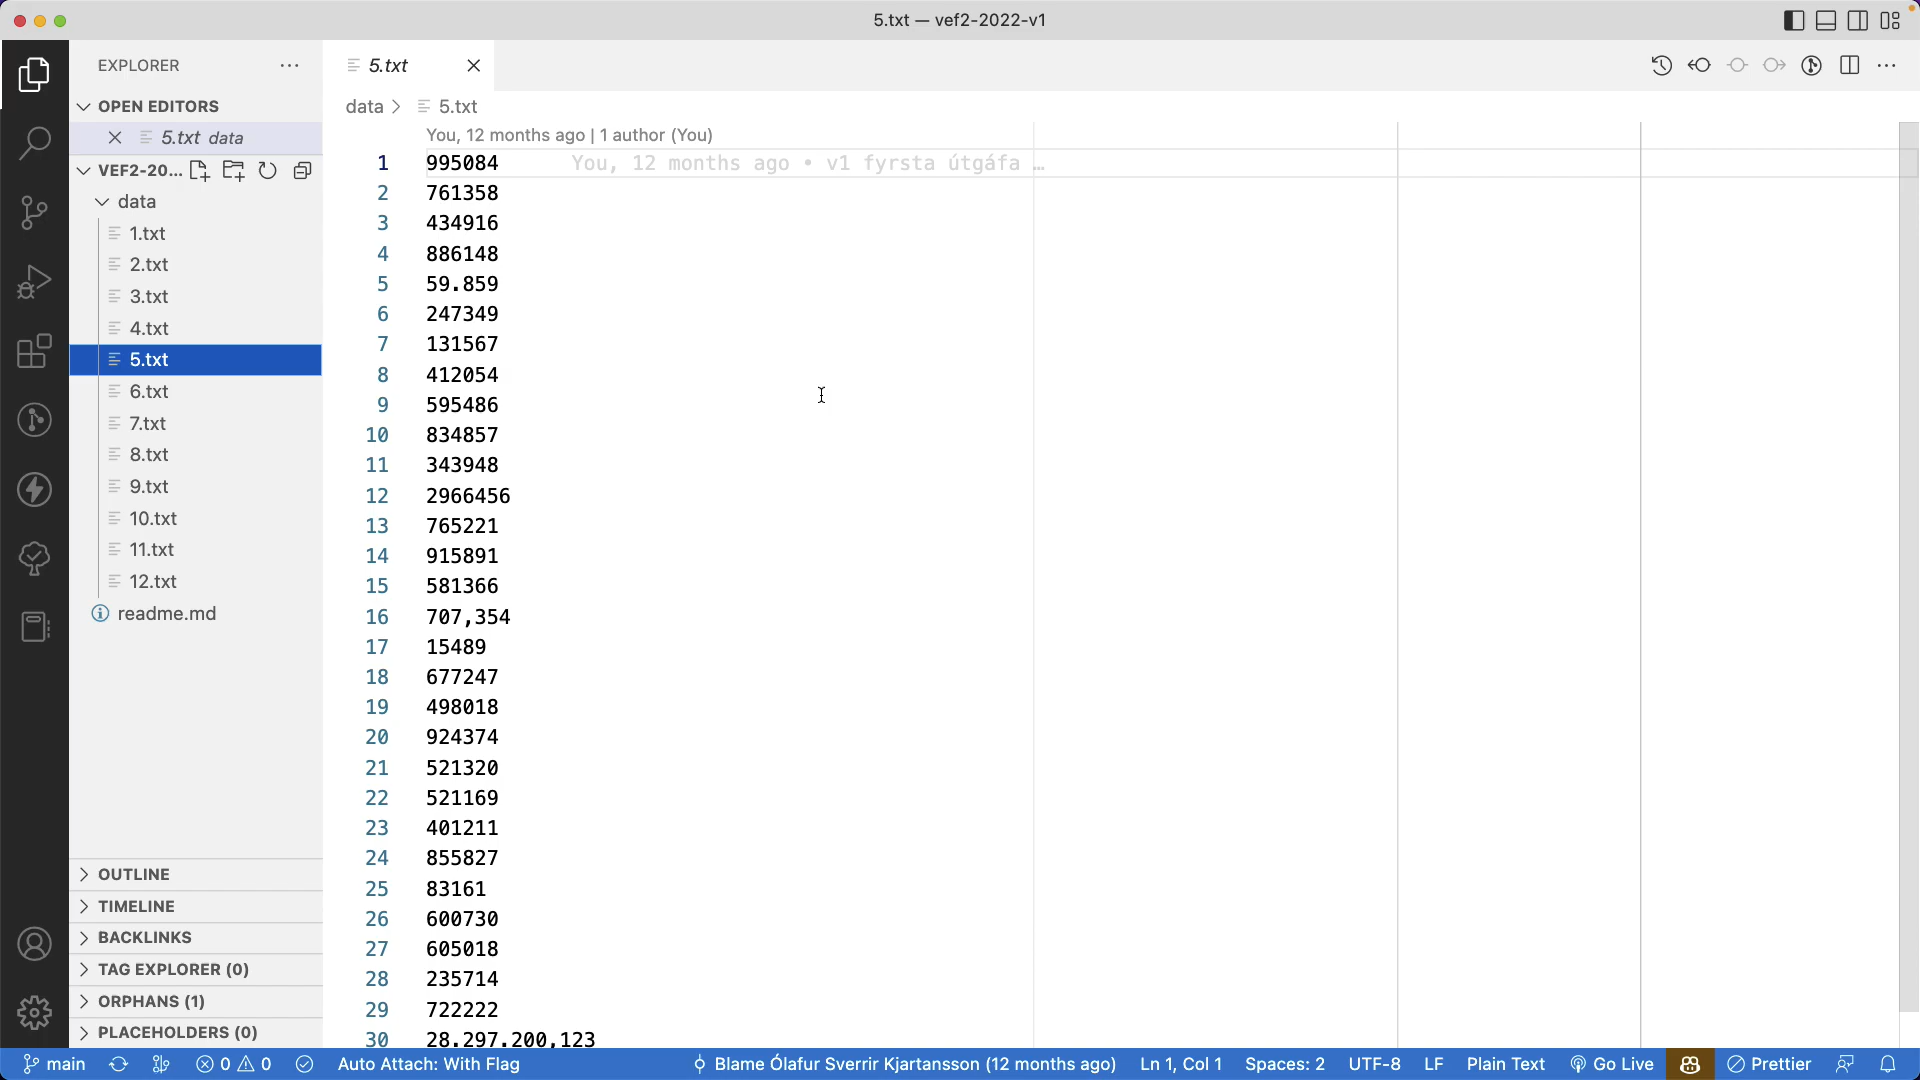 5.txt — vef2-2022-v1
EXPLORER
5.txt
OPEN EDITORS
data
5.txt
5.txt data
You, 12 months ago | 1 author (You)
VEF2-20...
data
1.txt
2.txt
3.txt
4.txt
5.txt
6.txt
7.txt
8.txt
9.txt
10.txt
11.txt
12.txt
readme.md
OUTLINE
TIMELINE
BACKLINKS
TAG EXPLORER (0)
ORPHANS (1)
PLACEHOLDERS (0)
1 995084 You, 12 months ago • v1 fyrsta útgáfa …
2 761358
3 434916
4 886148
5 59.859
6 247349
7 131567
8 412054
9 595486
10 834857
11 343948
12 2966456
13 765221
14 915891
15 581366
16 707,354
17 15489
18 677247
19 498018
20 924374
21 521320
22 521169
23 401211
24 855827
25 83161
26 600730
27 605018
28 235714
29 722222
30 28.297.200,123
main 0 0 Auto Attach: With Flag Blame Ólafur Sverrir Kjartansson (12 months ago) Ln 1, Col 1 Spaces: 2 UTF-8 LF Plain Text Go Live Prettier